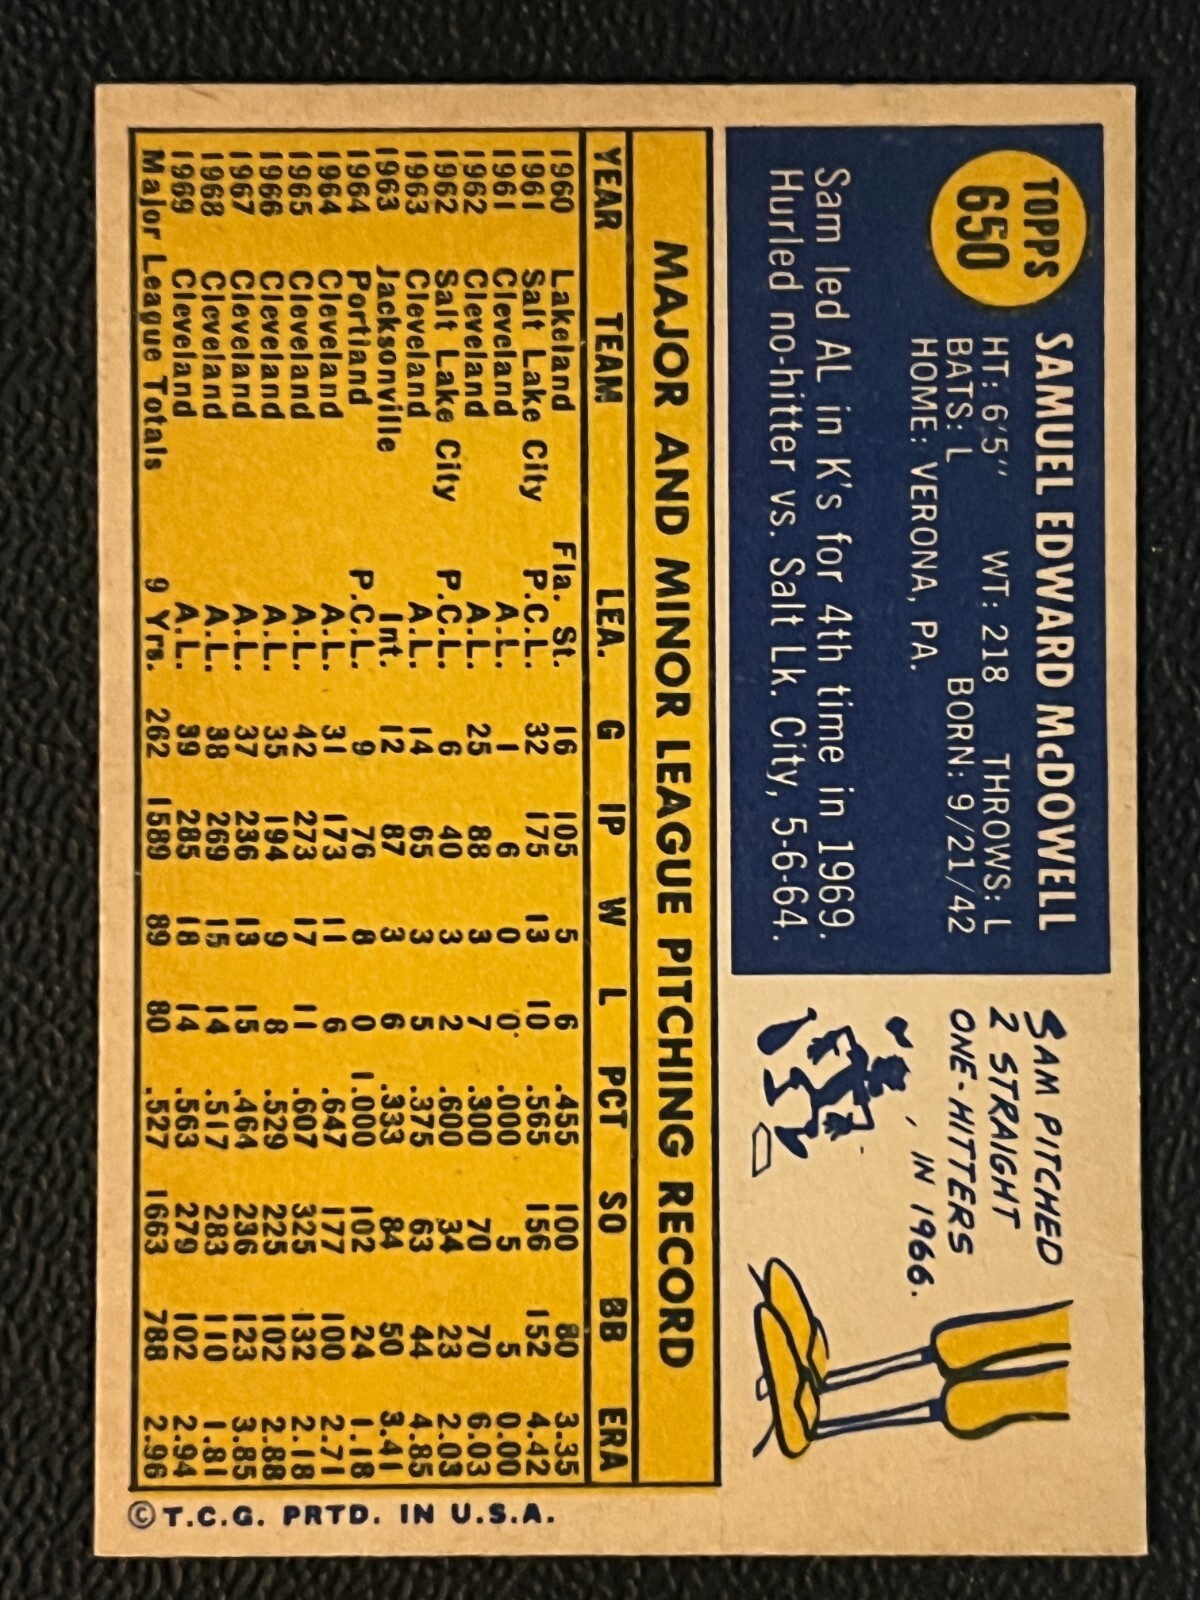 TOPPS
650
SAMUEL EDWARD McDOWELL
HT: 6'5" WT: 218 THROWS: L
BATS: L BORN: 9/21/42
HOME: VERONA, PA.
Sam led AL in K's for 4th time in 1969.
Hurled no-hitter vs. Salt Lk. City, 5-6-64.
SAM PITCHED
2 STRAIGHT
ONE-HITTERS
, IN 1966.
MAJOR AND MINOR LEAGUE PITCHING RECORD
YEAR TEAM LEA. G IP W L PCT SO BB ERA
1960 Lakeland Fla. St. 16 105 5 6 .455 100 80 3.35
1961 Salt Lake City P.C.L. 32 175 13 10 .565 156 152 4.42
1961 Cleveland A.L. 1 6 0 0 .000 5 5 0.00
1962 Cleveland A.L. 25 88 3 7 .300 70 70 6.03
1962 Salt Lake City P.C.L. 6 40 3 2 .600 34 23 2.03
1963 Cleveland A.L. 14 65 3 5 .375 63 44 4.85
1963 Jacksonville Int. 12 87 3 6 .333 84 50 3.41
1964 Portland P.C.L. 9 76 8 0 1.000 102 24 1.18
1964 Cleveland A.L. 31 173 11 6 .647 177 100 2.71
1965 Cleveland A.L. 42 273 17 11 .607 325 132 2.18
1966 Cleveland A.L. 35 194 9 8 .529 225 102 2.88
1967 Cleveland A.L. 37 236 13 15 .464 236 123 3.85
1968 Cleveland A.L. 38 269 15 14 .517 283 110 1.81
1969 Cleveland A.L. 39 285 18 14 .563 279 102 2.94
Major League Totals 9 Yrs. 262 1589 89 80 .527 1663 788 2.96
© T.C.G. PRTD. IN U.S.A.